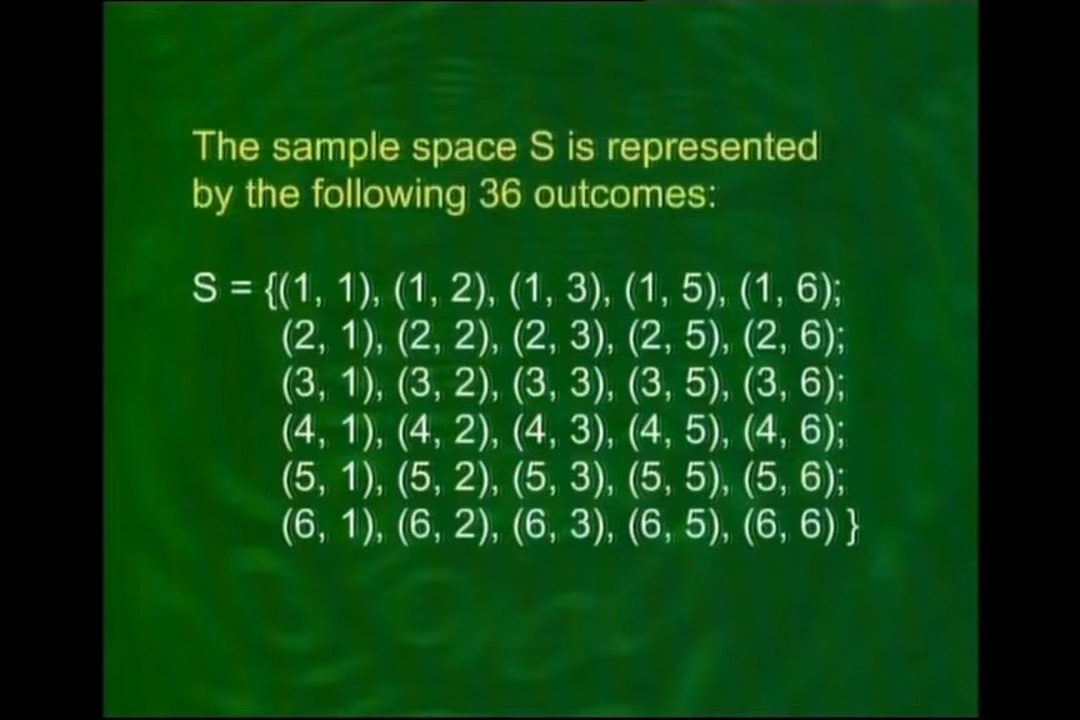 The sample space S is represented
by the following 36 outcomes:
S = {(1, 1), (1, 2), (1, 3), (1, 5), (1, 6);
(2, 1), (2, 2), (2, 3), (2, 5), (2, 6);
(3, 1), (3, 2), (3, 3), (3, 5), (3, 6);
(4, 1), (4, 2), (4, 3), (4, 5), (4, 6);
(5, 1), (5, 2), (5, 3), (5, 5), (5, 6);
(6, 1), (6, 2), (6, 3), (6, 5), (6, 6) }